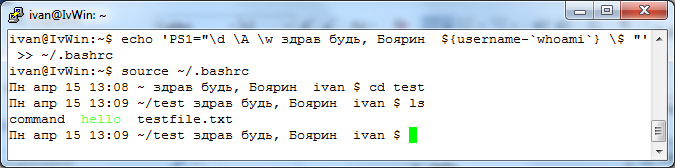 ivan@IvWin: ~
ivan@IvWin:~$ echo 'PS1="\d \A \w здрав будь, Боярин  ${username-`whoami`} \$ "'
 >> ~/.bashrc
ivan@IvWin:~$ source ~/.bashrc
Пн апр 15 13:08 ~ здрав будь, Боярин  ivan $ cd test
Пн апр 15 13:09 ~/test здрав будь, Боярин  ivan $ ls
command  hello  testfile.txt
Пн апр 15 13:09 ~/test здрав будь, Боярин  ivan $